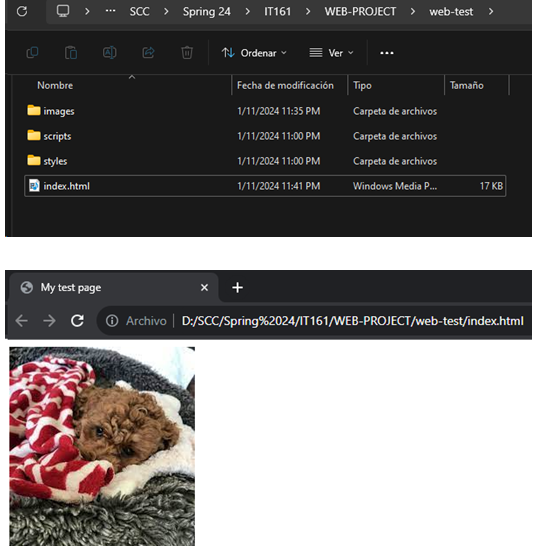 SCC Spring 24 IT161 WEB-PROJECT web-test
Ordenar Ver
Nombre Fecha de modificación Tipo Tamaño
images 1/11/2024 11:35 PM Carpeta de archivos
scripts 1/11/2024 11:00 PM Carpeta de archivos
styles 1/11/2024 11:00 PM Carpeta de archivos
index.html 1/11/2024 11:41 PM Windows Media P... 17 KB
My test page
Archivo D:/SCC/Spring%2024/IT161/WEB-PROJECT/web-test/index.html